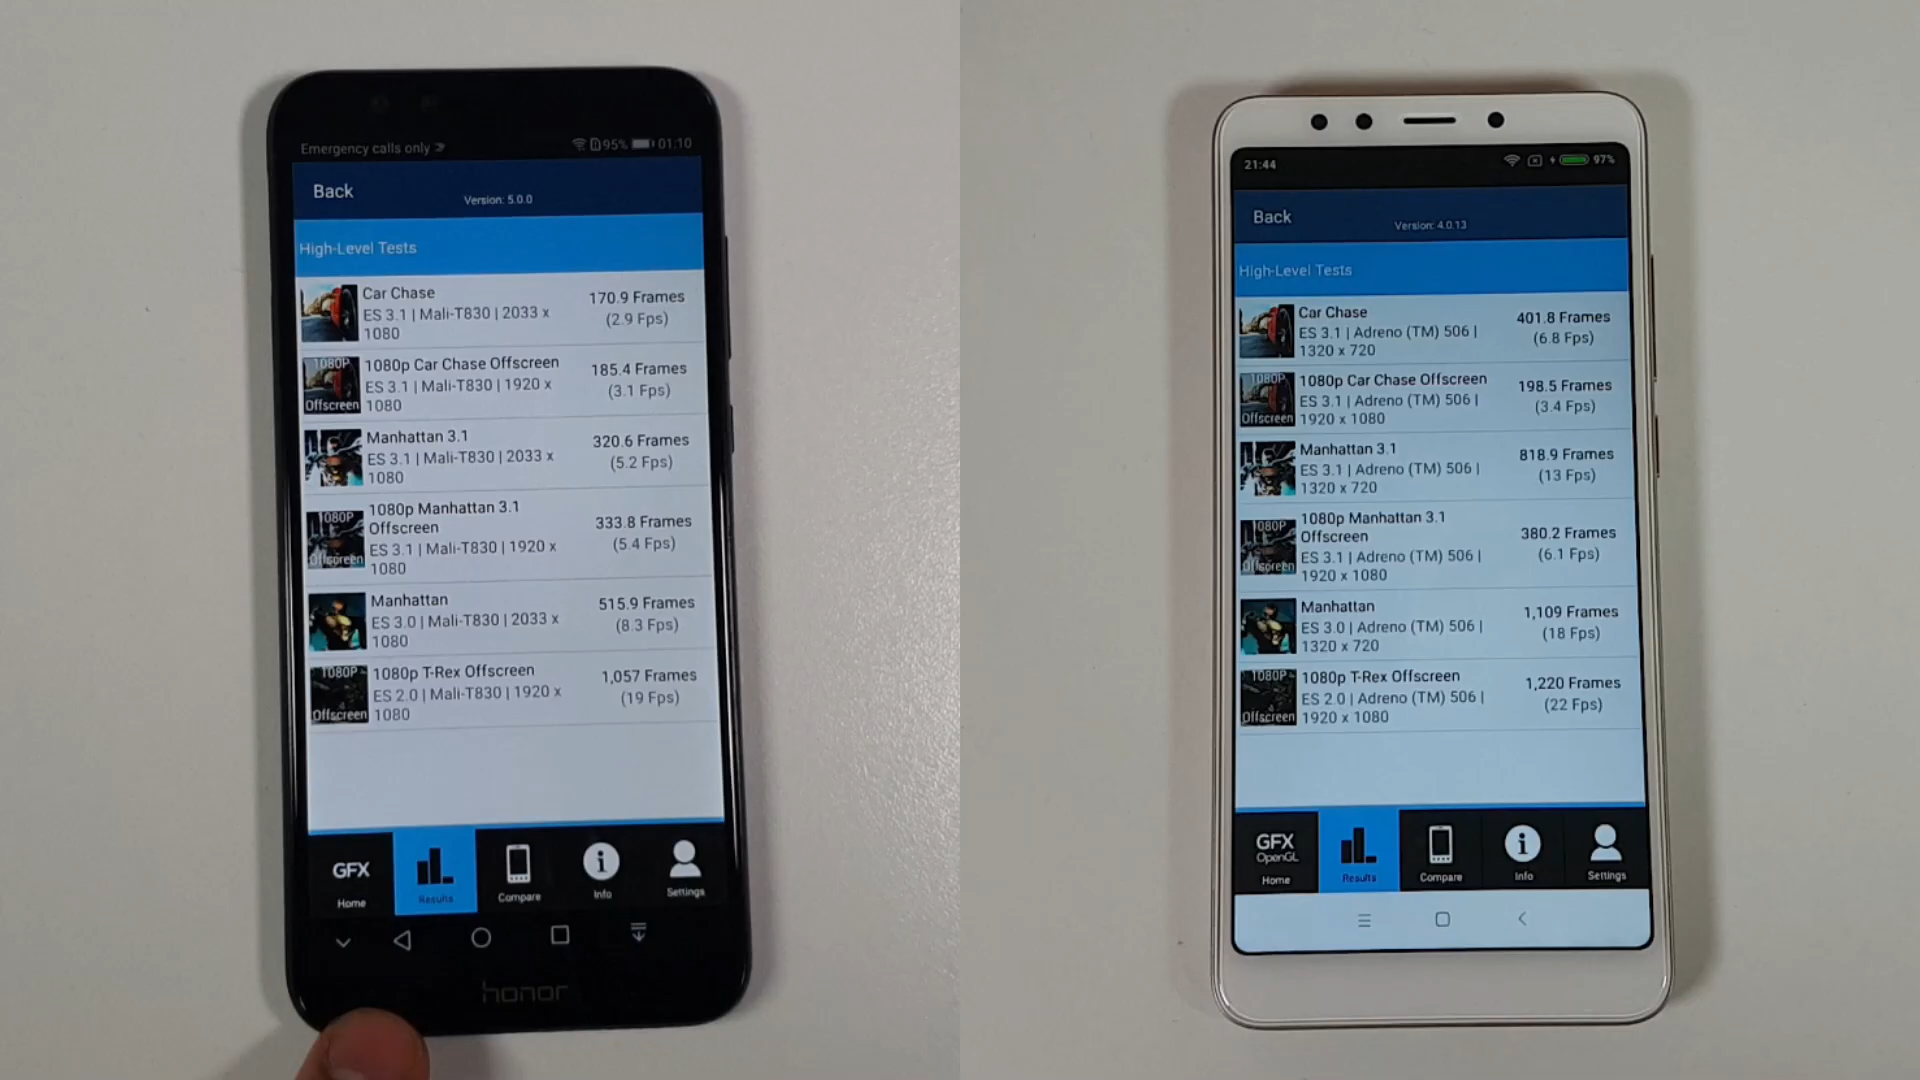 Emergency calls only
95%
01:10
Back
Version: 5.0.0
High-Level Tests
Car Chase
ES 3.1 | Mali-T830 | 2033 x
1080
170.9 Frames
(2.9 Fps)
1080P
Offscreen
1080p Car Chase Offscreen
ES 3.1 | Mali-T830 | 1920 x
1080
185.4 Frames
(3.1 Fps)
Manhattan 3.1
ES 3.1 | Mali-T830 | 2033 x
1080
320.6 Frames
(5.2 Fps)
1080P
Offscreen
1080p Manhattan 3.1
Offscreen
ES 3.1 | Mali-T830 | 1920 x
1080
333.8 Frames
(5.4 Fps)
Manhattan
ES 3.0 | Mali-T830 | 2033 x
1080
515.9 Frames
(8.3 Fps)
1080P
Offscreen
1080p T-Rex Offscreen
ES 2.0 | Mali-T830 | 1920 x
1080
1,057 Frames
(19 Fps)
GFX
Home
Results
Compare
Info
Settings
honor
21:44
97%
Back
Version: 4.0.13
High-Level Tests
Car Chase
ES 3.1 | Adreno (TM) 506 |
1320 x 720
401.8 Frames
(6.8 Fps)
1080P
Offscreen
1080p Car Chase Offscreen
ES 3.1 | Adreno (TM) 506 |
1920 x 1080
198.5 Frames
(3.4 Fps)
Manhattan 3.1
ES 3.1 | Adreno (TM) 506 |
1320 x 720
818.9 Frames
(13 Fps)
1080P
Offscreen
1080p Manhattan 3.1
Offscreen
ES 3.1 | Adreno (TM) 506 |
1920 x 1080
380.2 Frames
(6.1 Fps)
Manhattan
ES 3.0 | Adreno (TM) 506 |
1320 x 720
1,109 Frames
(18 Fps)
1080P
Offscreen
1080p T-Rex Offscreen
ES 2.0 | Adreno (TM) 506 |
1920 x 1080
1,220 Frames
(22 Fps)
GFX
OpenGL
Home
Results
Compare
Info
Settings